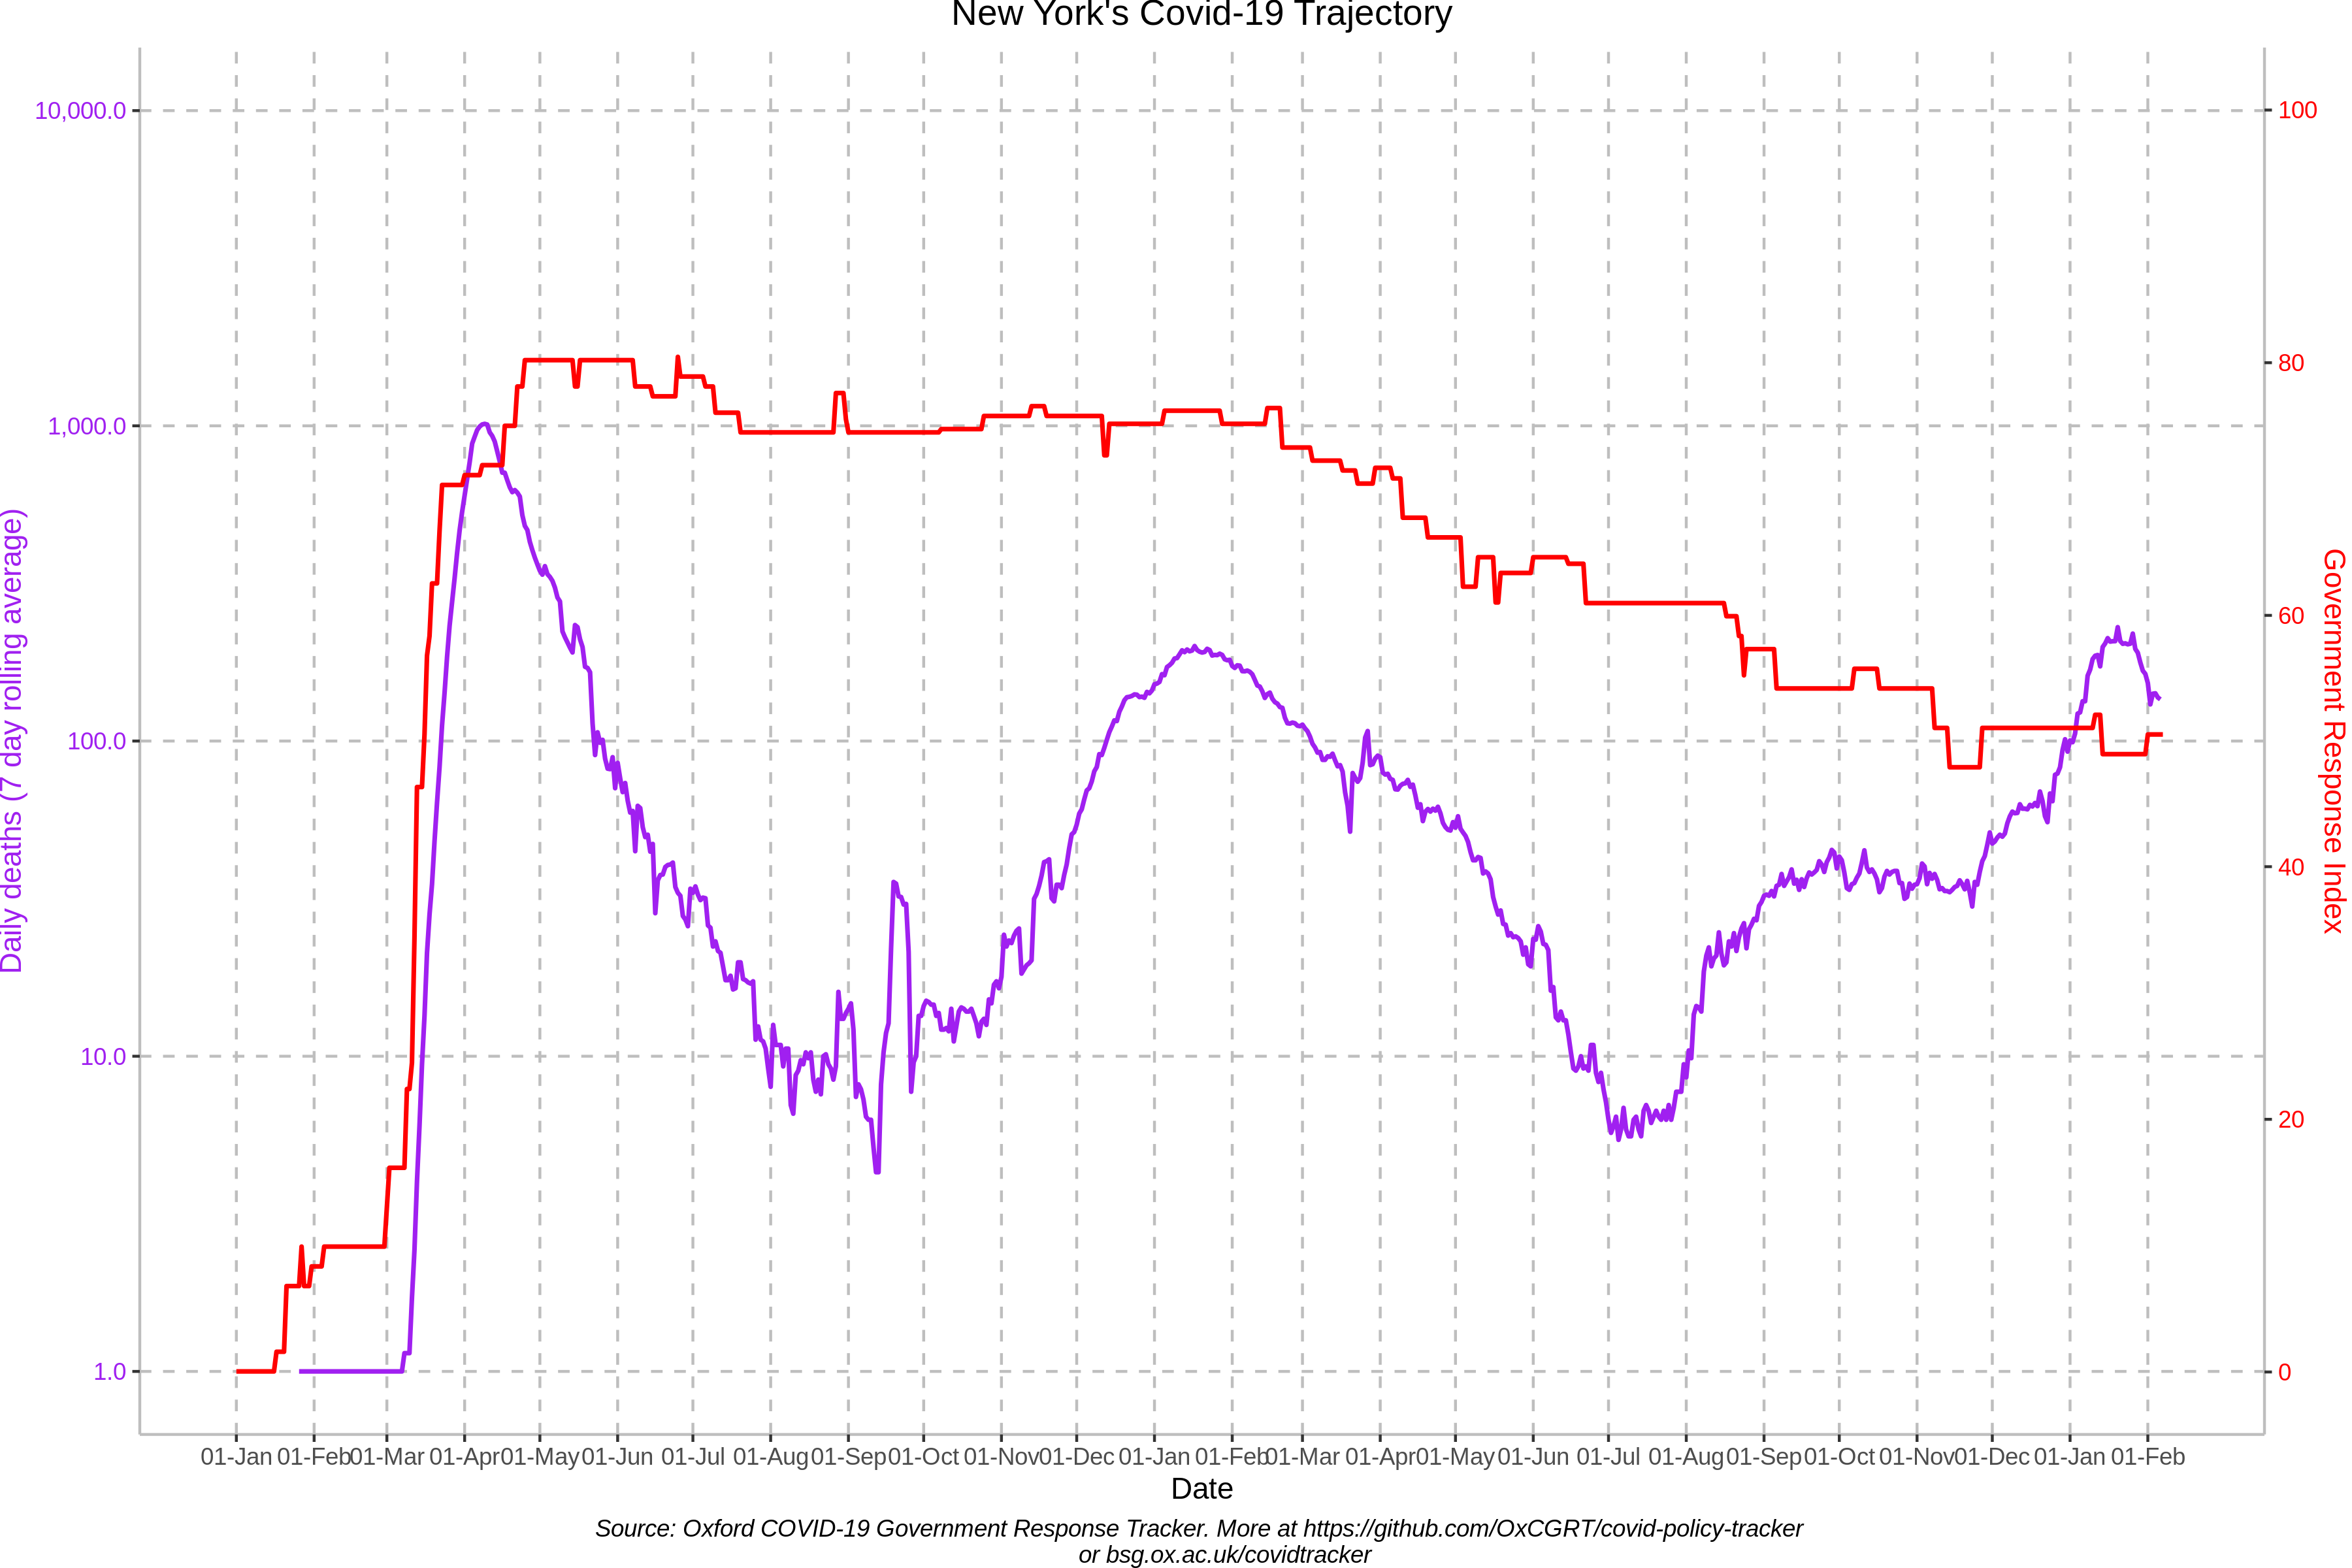 New York's Covid-19 Trajectory
10,000.0
1,000.0
100.0
10.0
1.0
Daily deaths (7 day rolling average)
100
80
60
40
20
0
Government Response Index
01-Jan 01-Feb 01-Mar 01-Apr 01-May 01-Jun 01-Jul 01-Aug 01-Sep 01-Oct 01-Nov 01-Dec 01-Jan 01-Feb 01-Mar 01-Apr 01-May 01-Jun 01-Jul 01-Aug 01-Sep 01-Oct 01-Nov 01-Dec 01-Jan 01-Feb
Date
Source: Oxford COVID-19 Government Response Tracker. More at https://github.com/OxCGRT/covid-policy-tracker
or bsg.ox.ac.uk/covidtracker